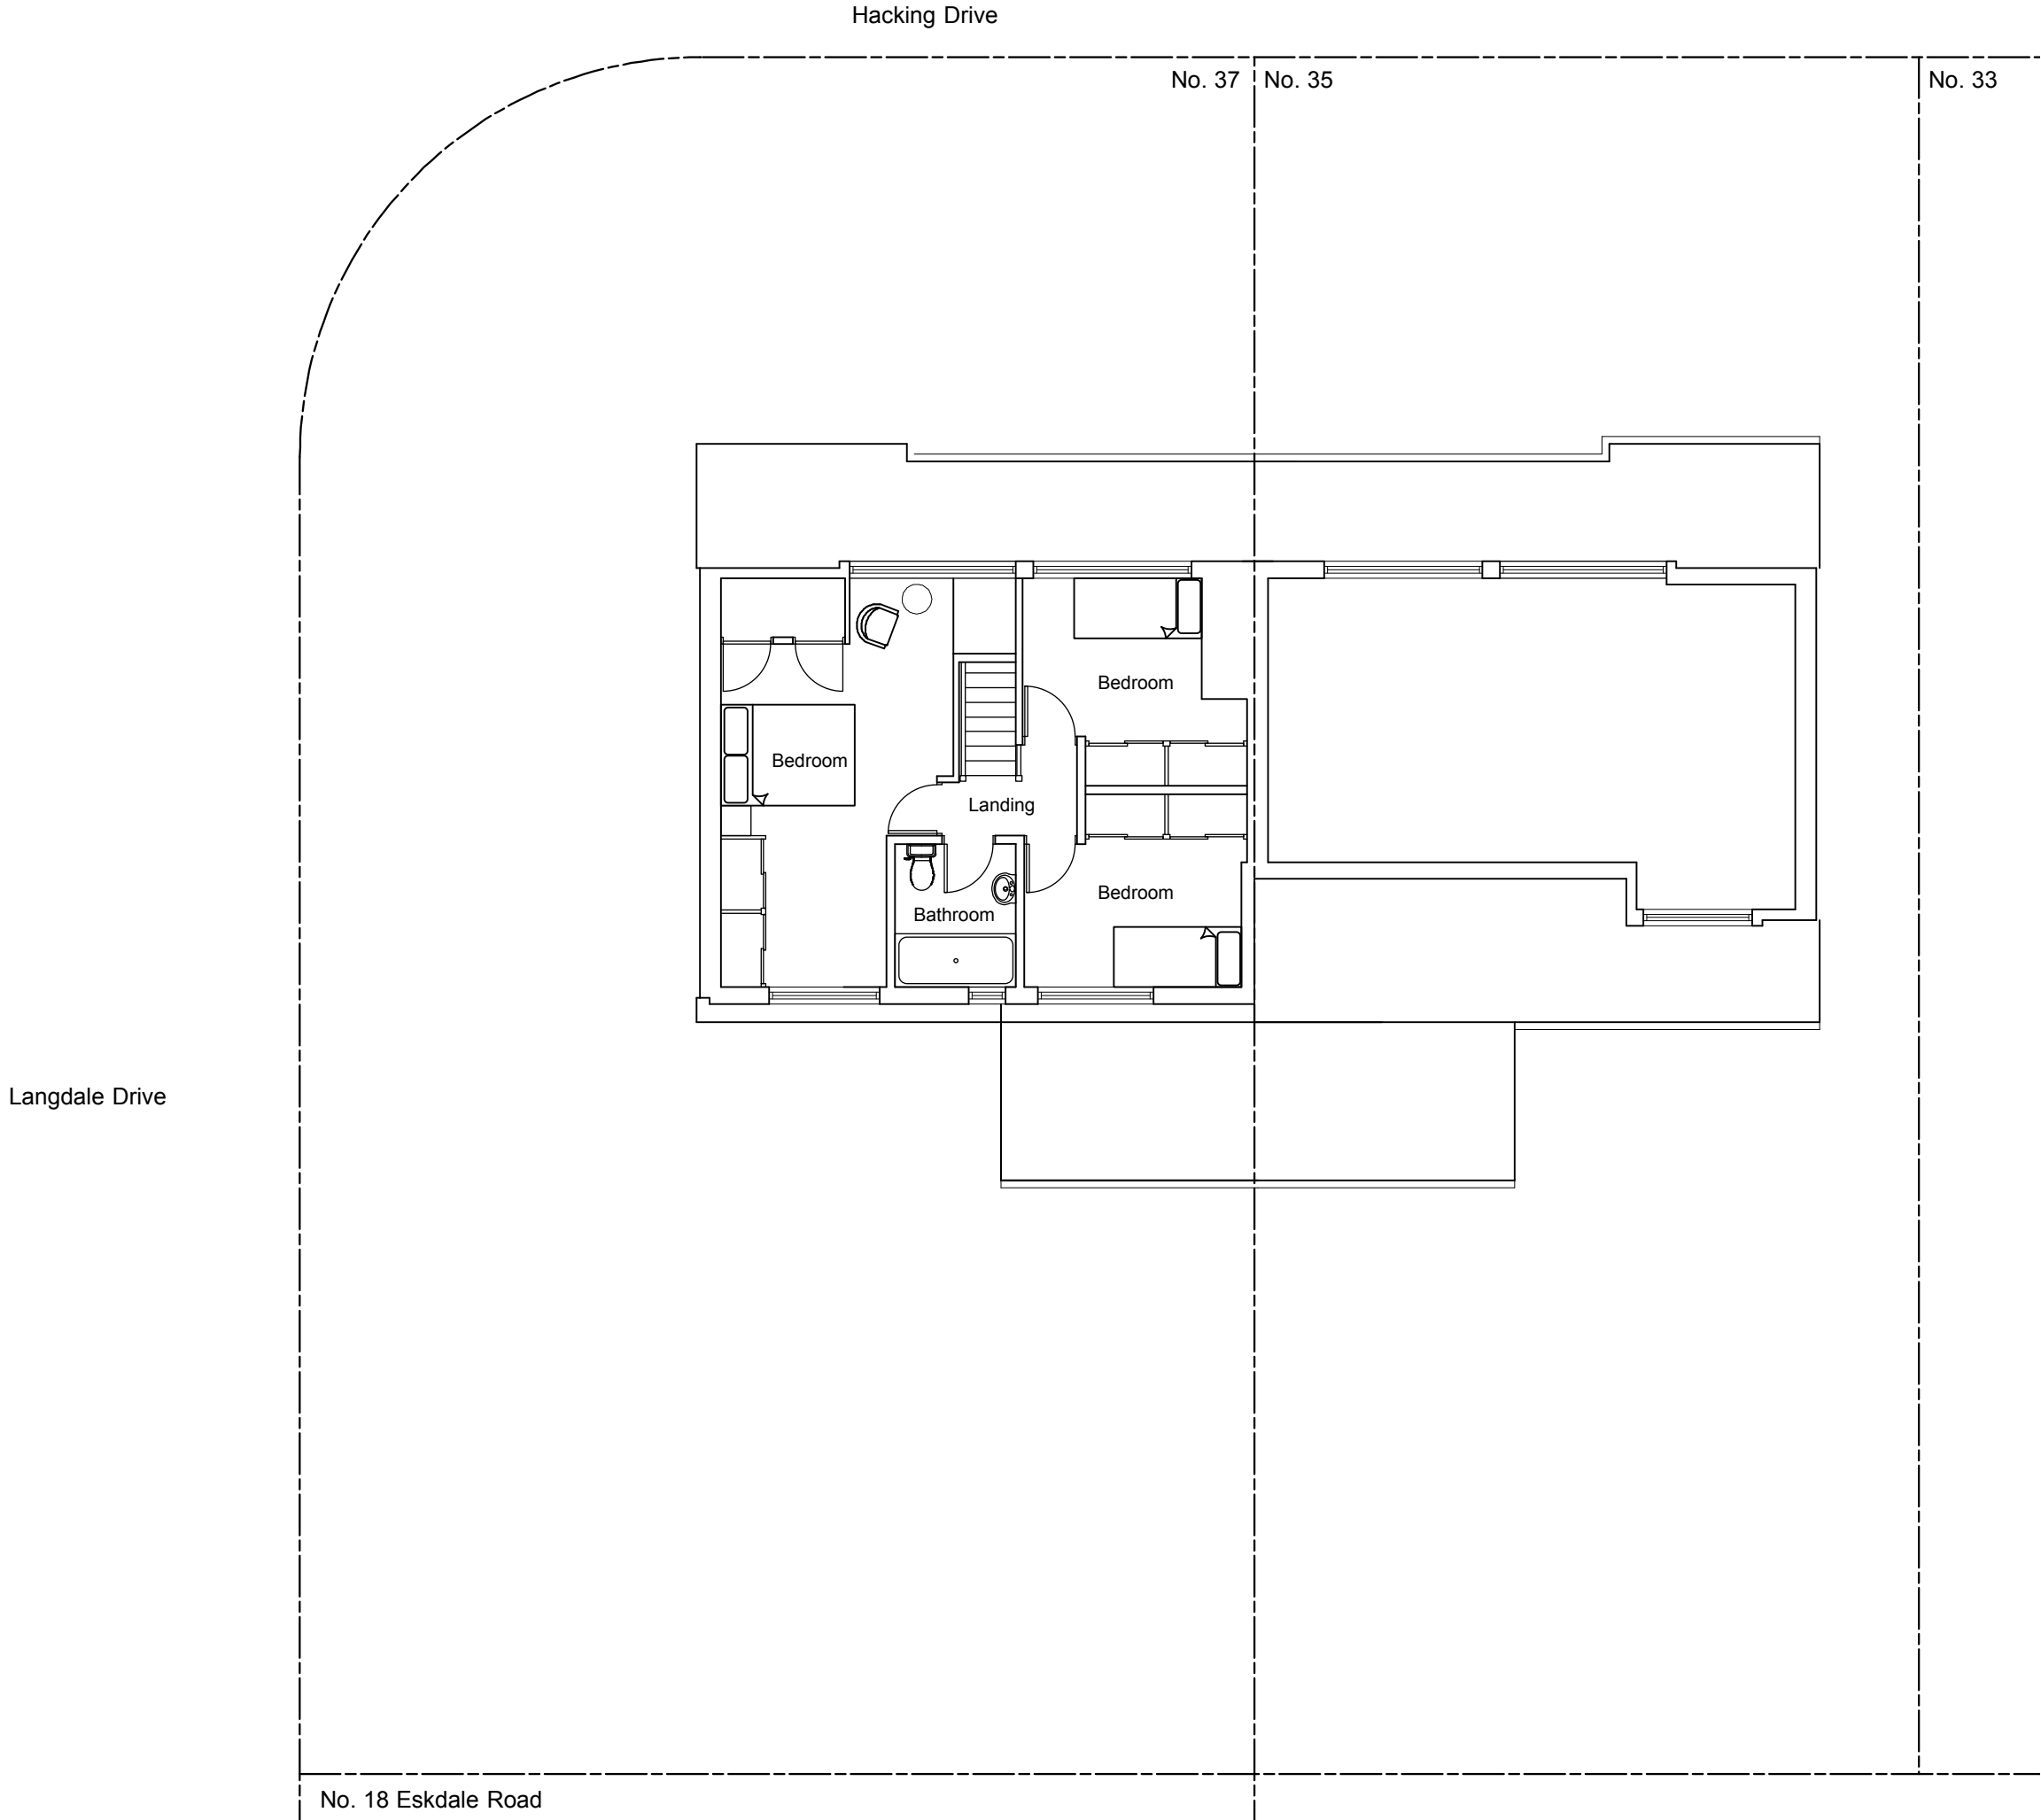 Hacking Drive
No. 37
No. 35
No. 33
Bedroom
Bedroom
Landing
Bedroom
Bathroom
Langdale Drive
No. 18 Eskdale Road